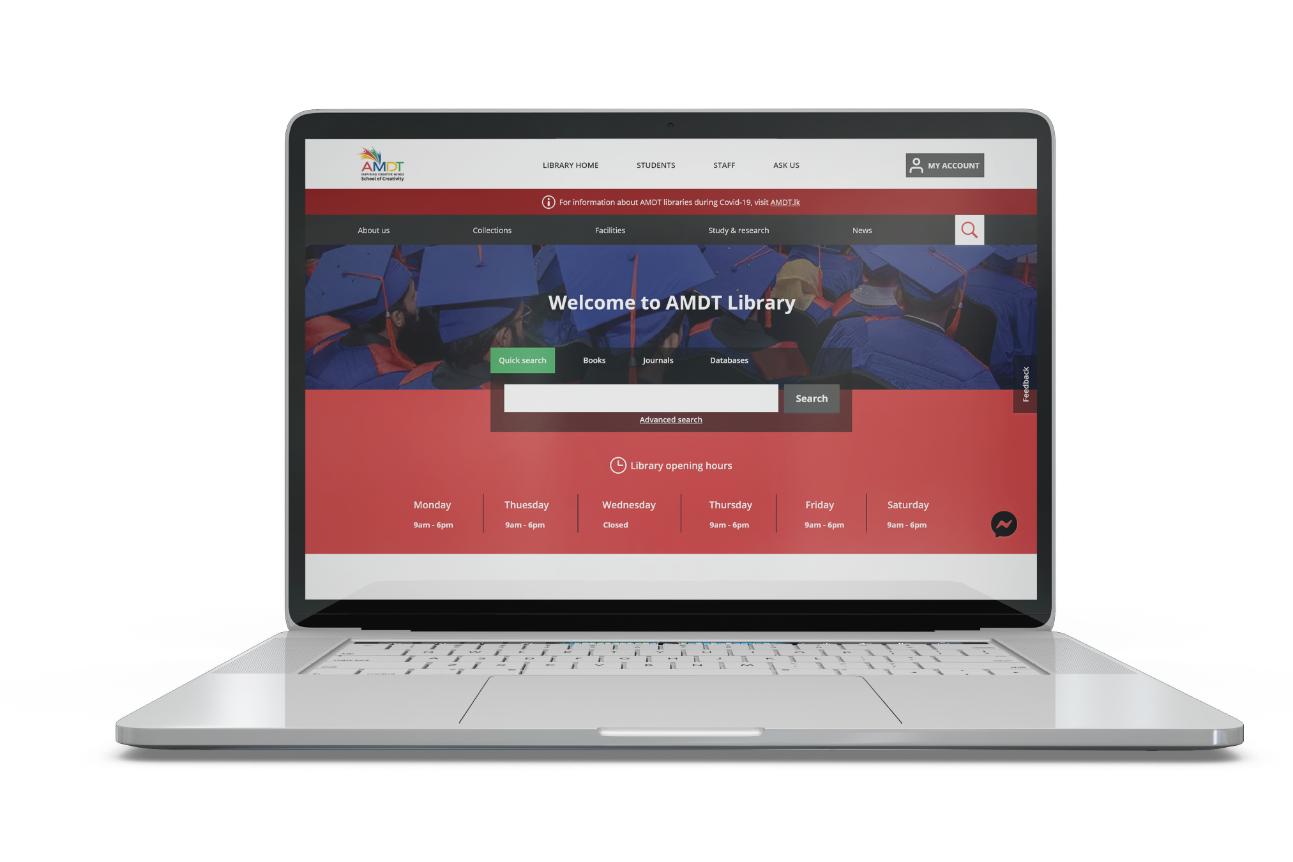 AMDT
INSPIRING CREATIVE MINDS
School of Creativity
LIBRARY HOME STUDENTS STAFF ASK US
MY ACCOUNT
For information about AMDT libraries during Covid-19, visit AMDT.lk
About us Collections Facilities Study & research News
Welcome to AMDT Library
Quick search Books Journals Databases
Search
Advanced search
Feedback
Library opening hours
Monday Thuesday Wednesday Thursday Friday Saturday
9am - 6pm 9am - 6pm Closed 9am - 6pm 9am - 6pm 9am - 6pm